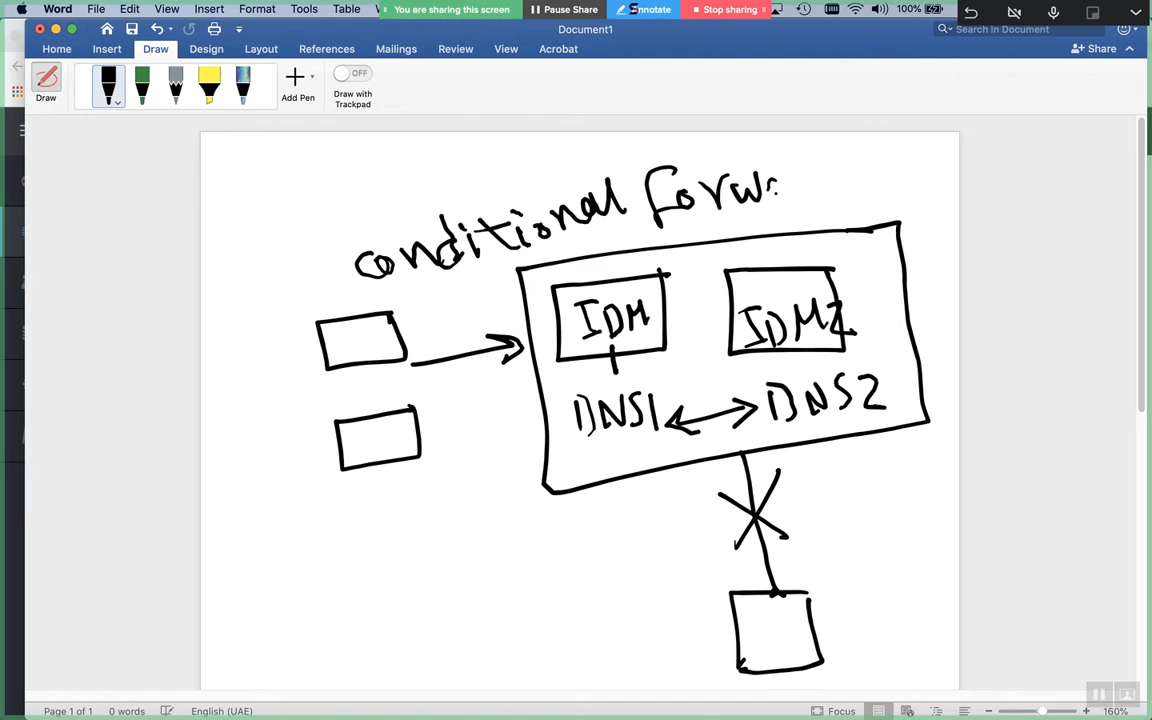 Word File Edit View Insert Format Tools Table
You are sharing this screen Pause Share Annotate Stop sharing
100%
Document1
Search in Document
Home Insert Draw Design Layout References Mailings Review View Acrobat
Share
OFF
Draw
Add Pen
Draw with
Trackpad
conditional forw
IDM IDM2
DNS1 DNS2
Page 1 of 1 0 words English (UAE) Focus 160%